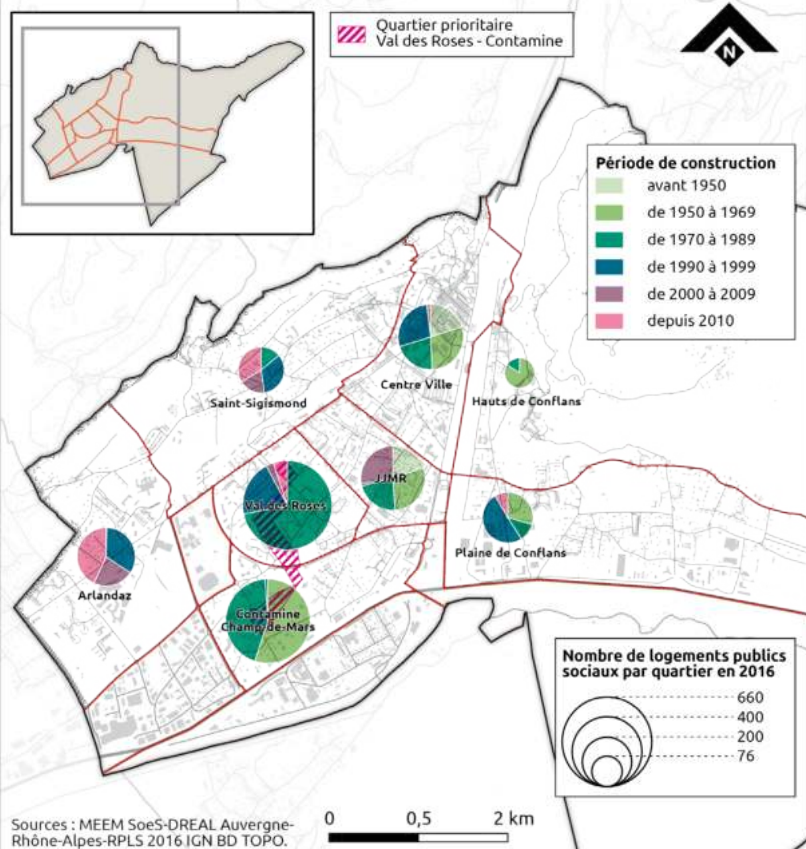 Quartier prioritaire
Val des Roses - Contamine
N
Période de construction
avant 1950
de 1950 à 1969
de 1970 à 1989
de 1990 à 1999
de 2000 à 2009
depuis 2010
Centre Ville
Saint-Sigismond
Hauts de Conflans
JJMR
Val des Roses
Plaine de Conflans
Arlandaz
Contamine
Champ-de-Mars
Nombre de logements publics
sociaux par quartier en 2016
660
400
200
76
0 0,5 2 km
Sources : MEEM SoeS-DREAL Auvergne-
Rhône-Alpes-RPLS 2016 IGN BD TOPO.